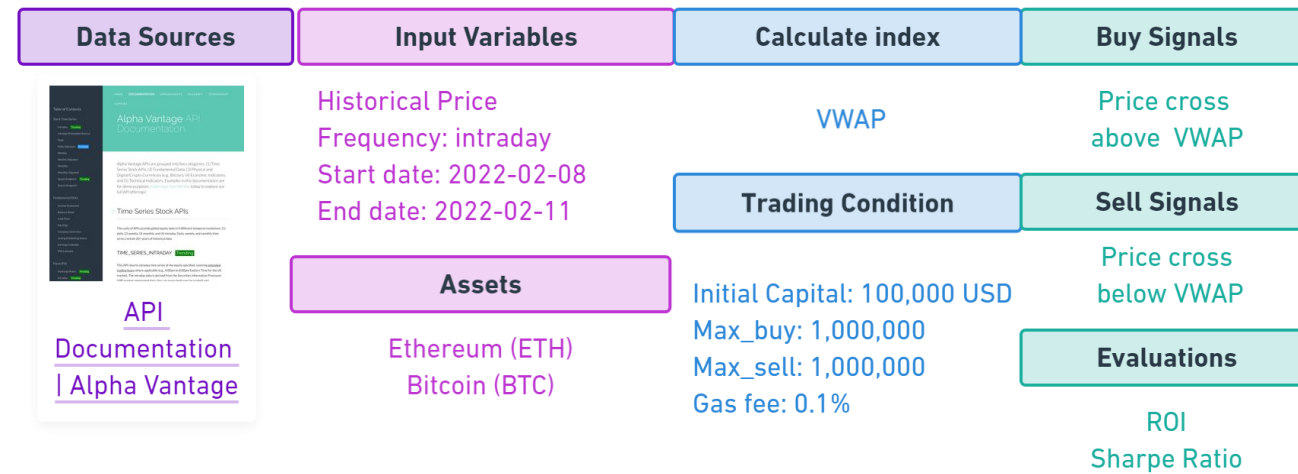 Data Sources
Alpha Vantage API
Documentation
Time Series Stock APIs
TIME_SERIES_INTRADAY Trending
API
Documentation
| Alpha Vantage
Input Variables
Historical Price
Frequency: intraday
Start date: 2022-02-08
End date: 2022-02-11
Assets
Ethereum (ETH)
Bitcoin (BTC)
Calculate index
VWAP
Trading Condition
Initial Capital: 100,000 USD
Max_buy: 1,000,000
Max_sell: 1,000,000
Gas fee: 0.1%
Buy Signals
Price cross
above VWAP
Sell Signals
Price cross
below VWAP
Evaluations
ROI
Sharpe Ratio